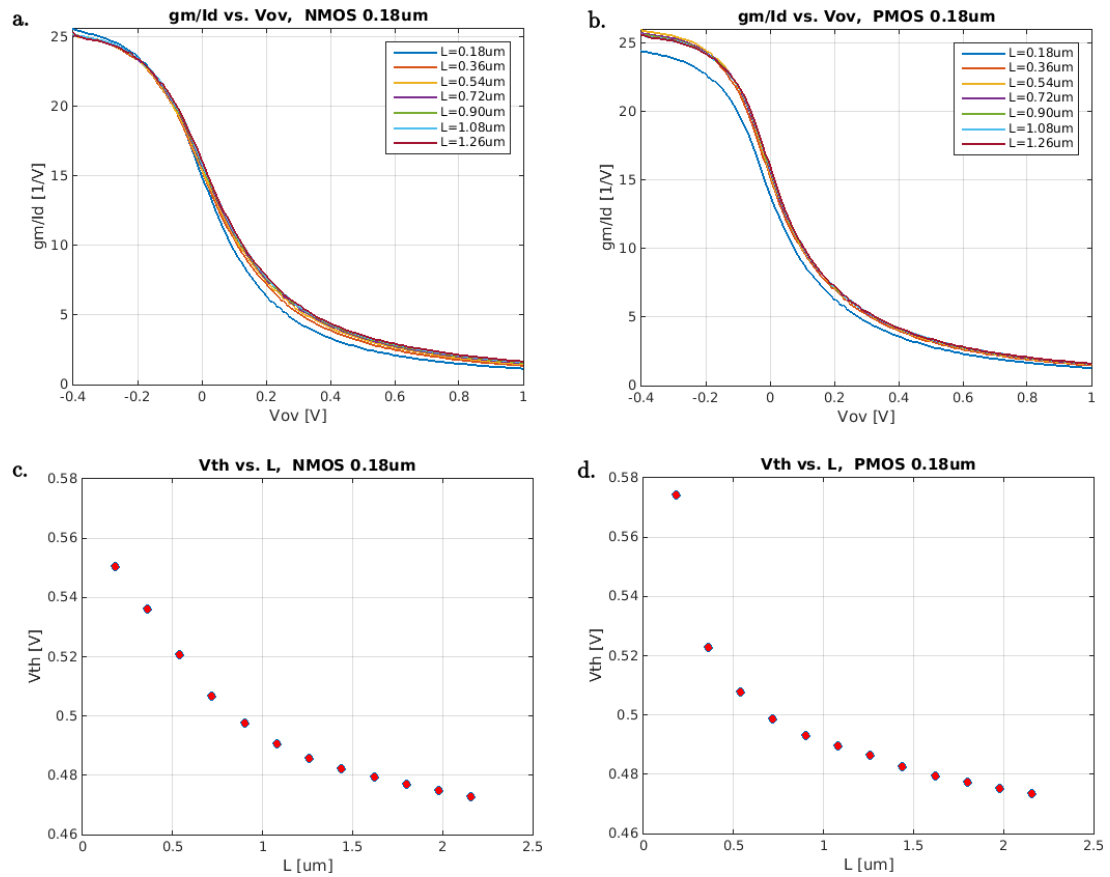 a.
gm/Id vs. Vov,  NMOS 0.18um
25
20
15
10
5
0
gm/Id [1/V]
L=0.18um
L=0.36um
L=0.54um
L=0.72um
L=0.90um
L=1.08um
L=1.26um
-0.4 -0.2 0 0.2 0.4 0.6 0.8 1
Vov [V]
b.
gm/Id vs. Vov,  PMOS 0.18um
25
20
15
10
5
0
gm/Id [1/V]
L=0.18um
L=0.36um
L=0.54um
L=0.72um
L=0.90um
L=1.08um
L=1.26um
-0.4 -0.2 0 0.2 0.4 0.6 0.8 1
Vov [V]
c.
Vth vs. L,  NMOS 0.18um
0.58
0.56
0.54
0.52
0.5
0.48
0.46
Vth [V]
0 0.5 1 1.5 2 2.5
L [um]
d.
Vth vs. L,  PMOS 0.18um
0.58
0.56
0.54
0.52
0.5
0.48
0.46
Vth [V]
0 0.5 1 1.5 2 2.5
L [um]